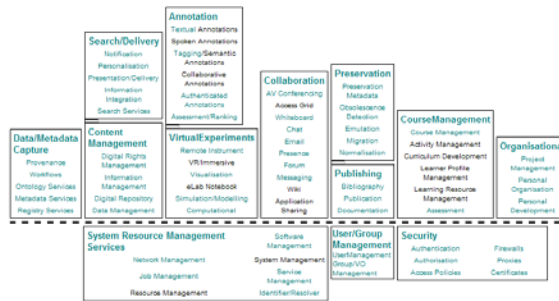 Annotation
Textual Annotations
Spoken Annotations
Tagging/Semantic
Annotations
Collaborative
Annotations
Authenticated
Annotations
Assessment/Ranking
Search/Delivery
Notification
Personalisation
Presentation/Delivery
Information
Integration
Search Services
Collaboration
AV Conferencing
Access Grid
Whiteboard
Chat
Email
Presence
Forum
Messaging
Wiki
Application
Sharing
Preservation
Preservation
Metadata
Obsolescence
Detection
Emulation
Migration
Normalisation
Data/Metadata
Capture
Provenance
Workflows
Ontology Services
Metadata Services
Registry Services
Content
Management
Digital Rights
Management
Information
Management
Digital Repository
Data Management
VirtualExperiments
Remote Instrument
VR/Immersive
Visualisation
eLab Notebook
Simulation/Modelling
Computational
Publishing
Bibliography
Publication
Documentation
CourseManagement
Course Management
Activity Management
Curriculum Development
Learner Profile
Management
Learning Resource
Management
Assessment
Organisationa
Project
Management
Personal
Organisation
Personal
Development
System Resource Management
Services
Network Management
Job Management
Resource Management
Software
Management
System Management
Service
Management
Identifier/Resolver
User/Group
Management
UserManagement
Group/VO
Management
Security
Authentication
Authorisation
Access Policies
Firewalls
Proxies
Certificates